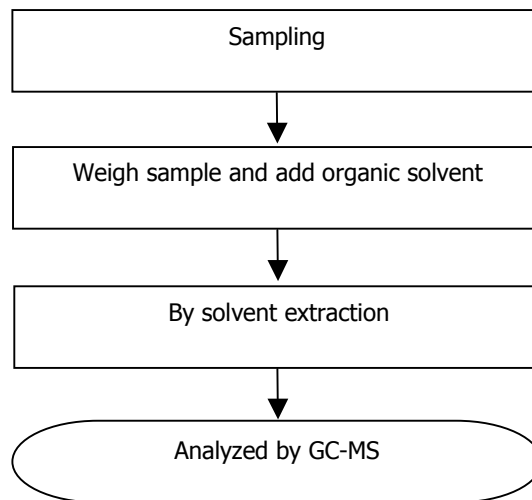 Sampling
Weigh sample and add organic solvent
By solvent extraction
Analyzed by GC-MS